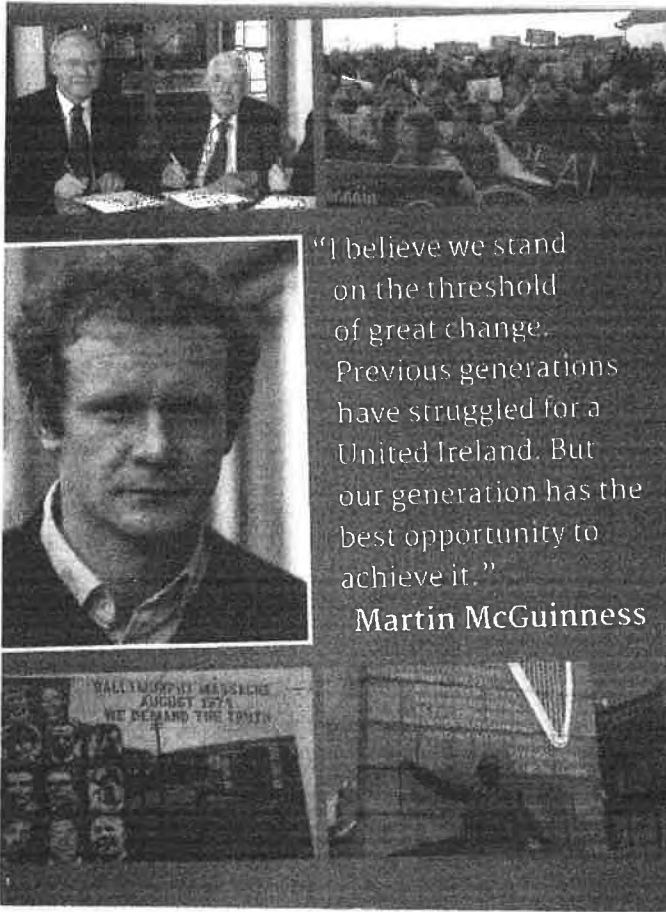 "I believe we stand
on the threshold
of great change.
Previous generations
have struggled for a
United Ireland. But
our generation has the
best opportunity to
achieve it."
Martin McGuinness
BALLYMURPHY MASSACRE
AUGUST 1971
WE DEMAND THE TRUTH